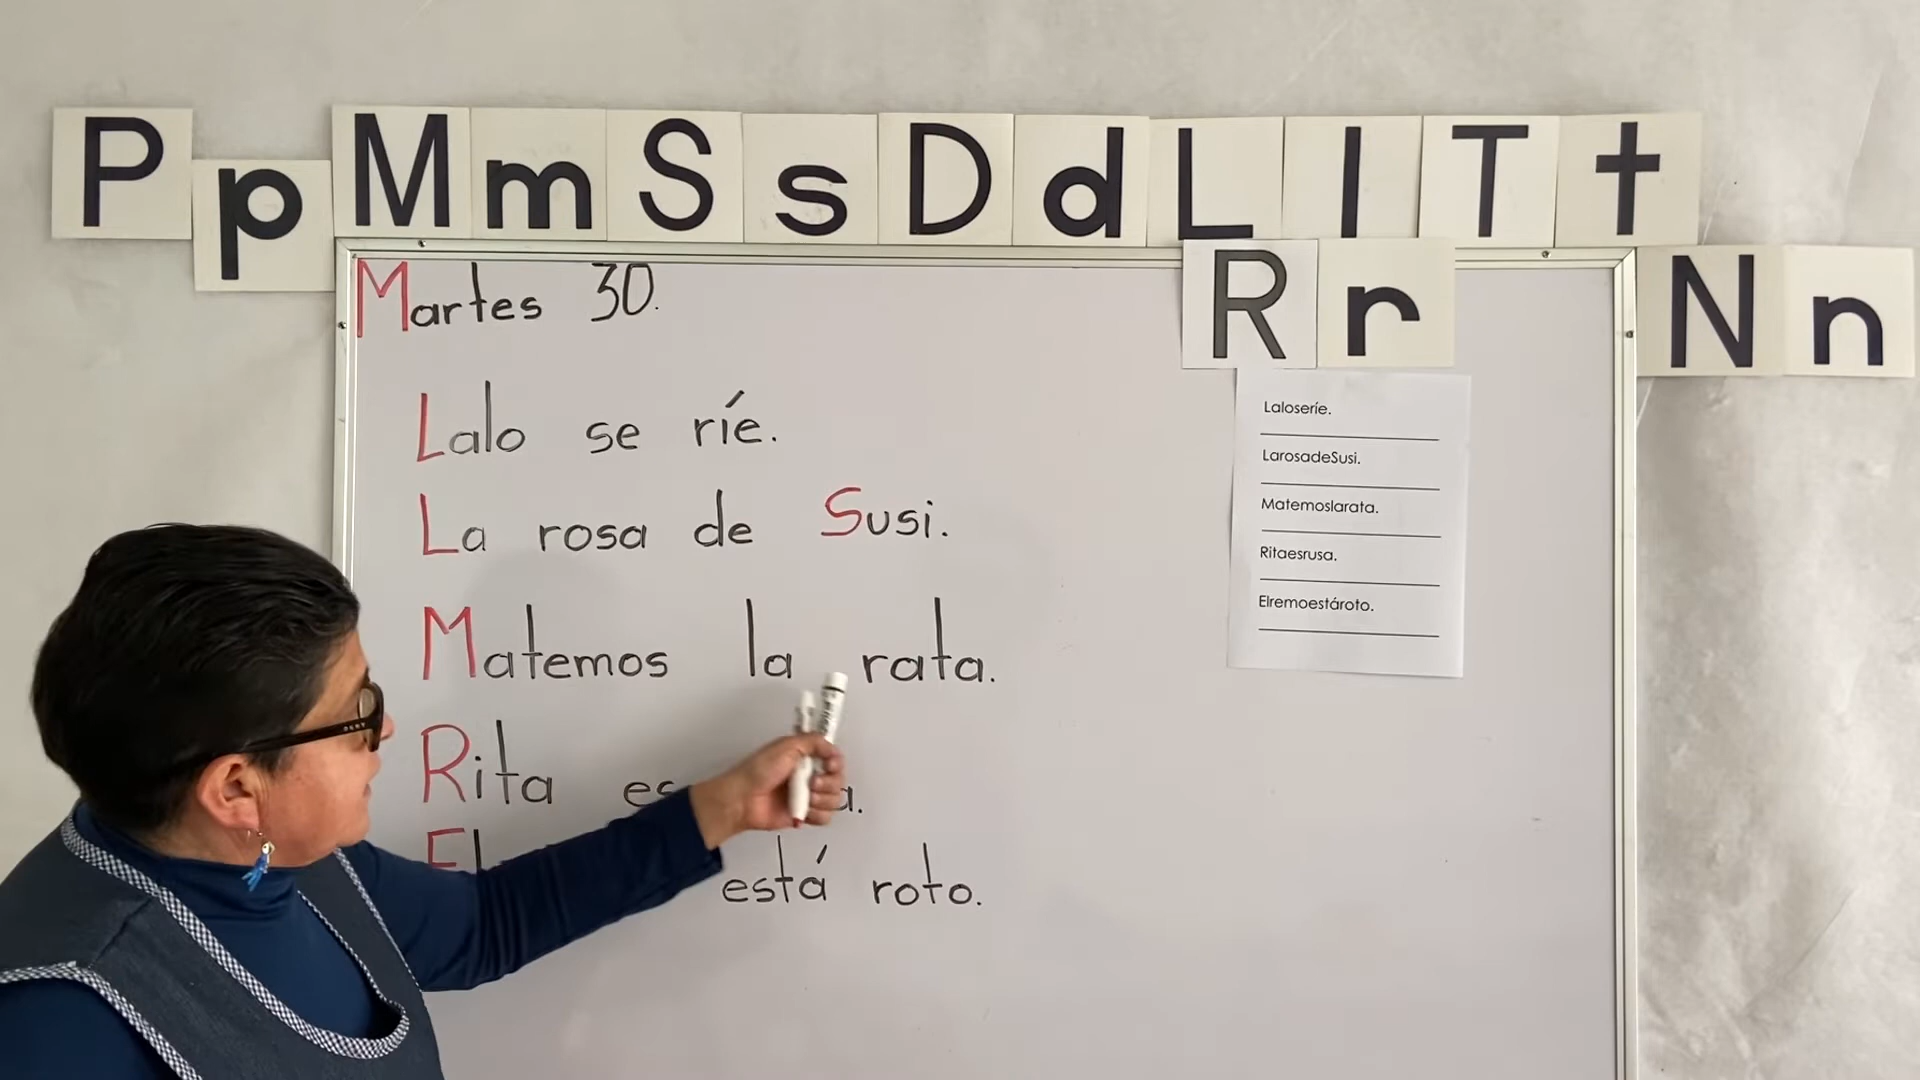 P p M m S s D d L l T t
R r N n
Martes 30.
Lalo se ríe.
La rosa de Susi.
Matemos la rata.
Rita es
El está roto.
Laloseríe.
LarosadeSusi.
Matemoslarata.
Ritaesrusa.
Elremoestároto.